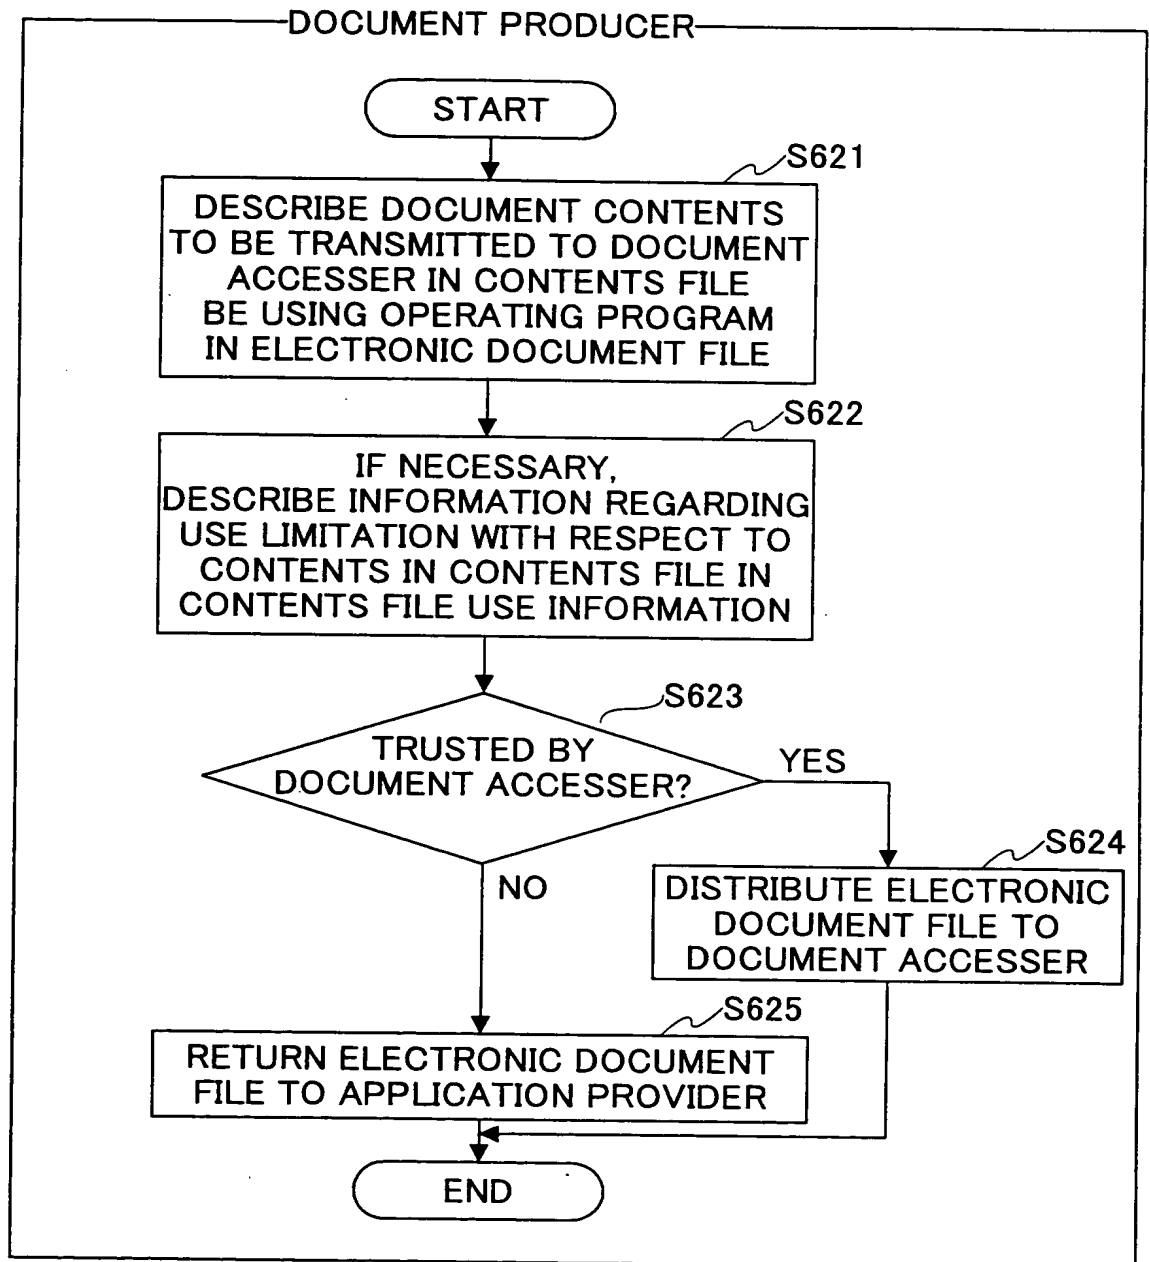 DOCUMENT PRODUCER
START
S621
DESCRIBE DOCUMENT CONTENTS
TO BE TRANSMITTED TO DOCUMENT
ACCESSER IN CONTENTS FILE
BE USING OPERATING PROGRAM
IN ELECTRONIC DOCUMENT FILE
S622
IF NECESSARY,
DESCRIBE INFORMATION REGARDING
USE LIMITATION WITH RESPECT TO
CONTENTS IN CONTENTS FILE IN
CONTENTS FILE USE INFORMATION
S623
TRUSTED BY
DOCUMENT ACCESSER?
YES
NO
S624
DISTRIBUTE ELECTRONIC
DOCUMENT FILE TO
DOCUMENT ACCESSER
S625
RETURN ELECTRONIC DOCUMENT
FILE TO APPLICATION PROVIDER
END